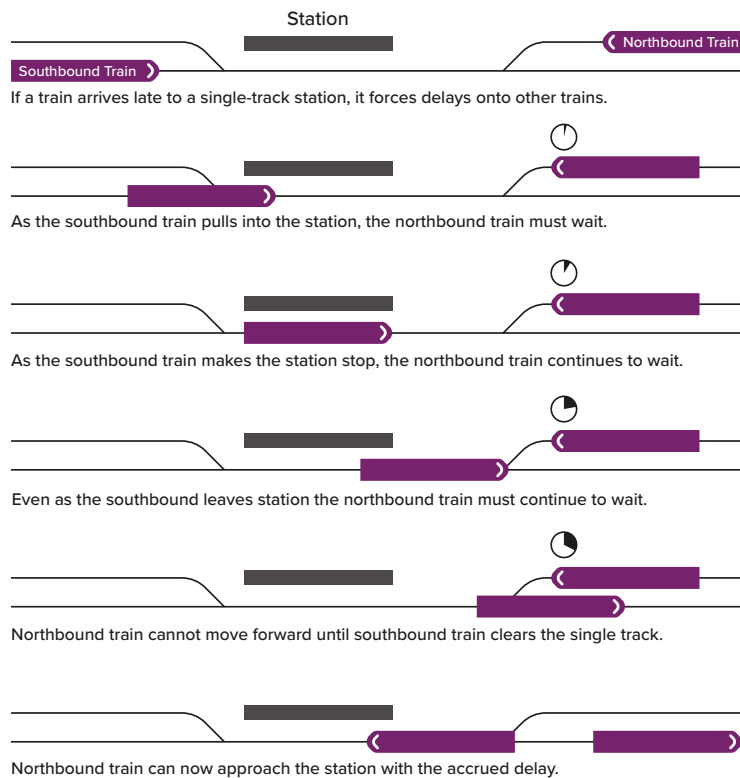 Station
Northbound Train
Southbound Train
If a train arrives late to a single-track station, it forces delays onto other trains.
As the southbound train pulls into the station, the northbound train must wait.
As the southbound train makes the station stop, the northbound train continues to wait.
Even as the southbound leaves station the northbound train must continue to wait.
Northbound train cannot move forward until southbound train clears the single track.
Northbound train can now approach the station with the accrued delay.